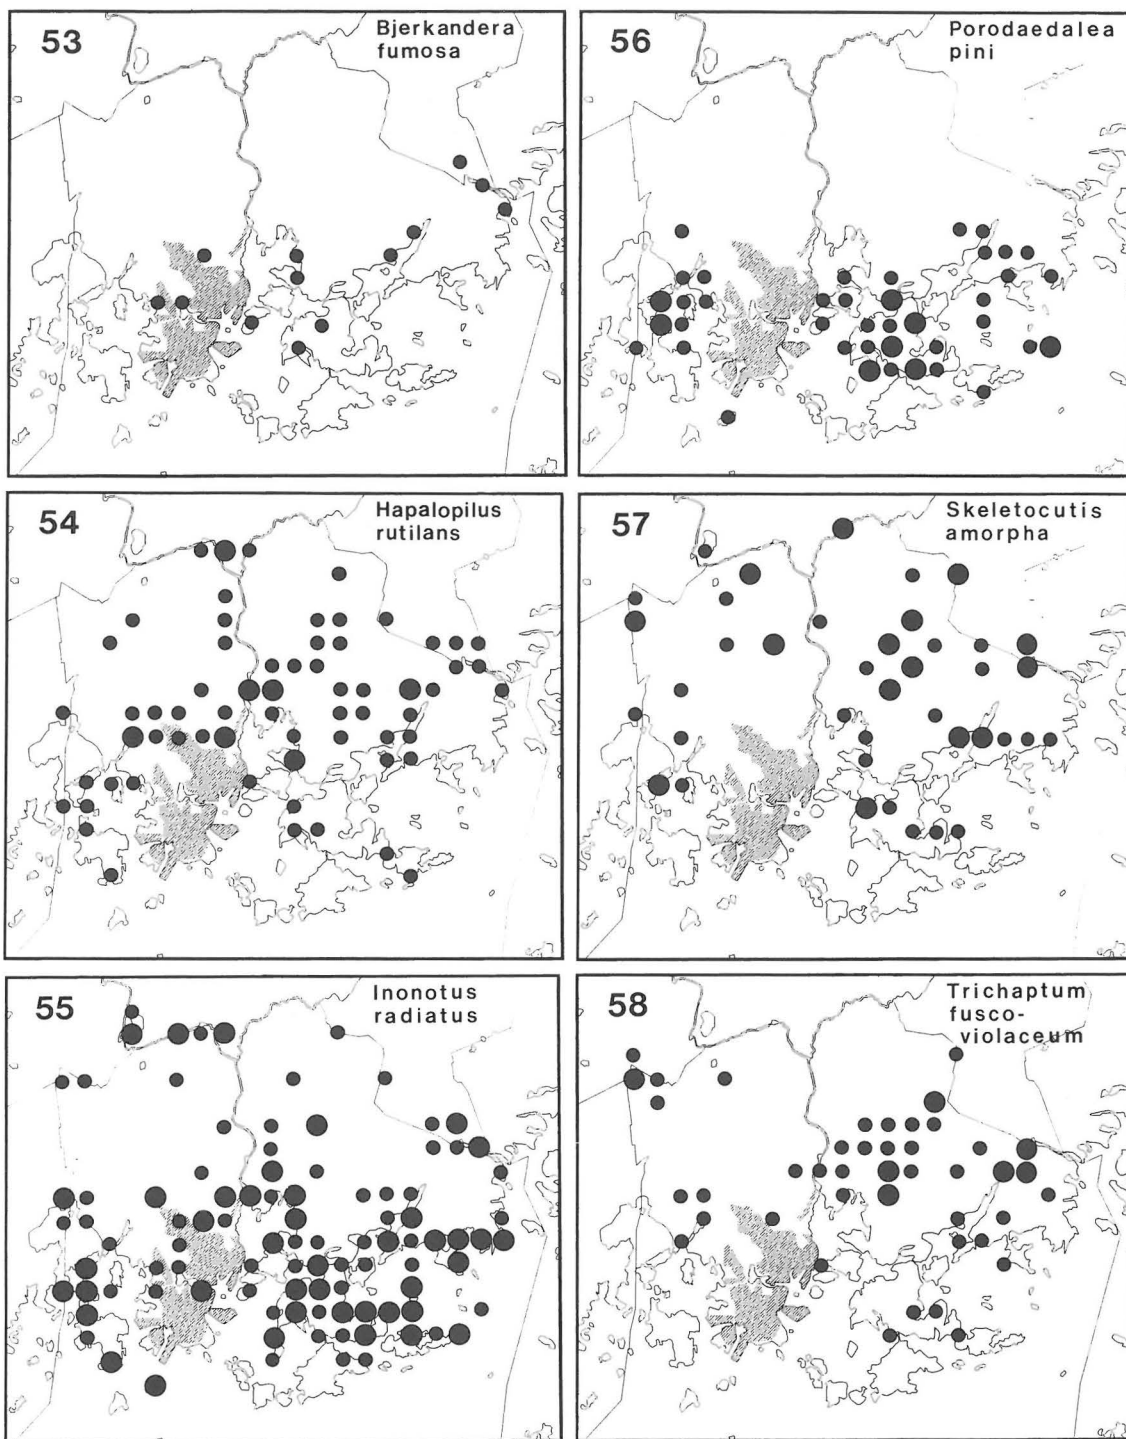 53
Bjerkandera
fumosa
56
Porodaedalea
pini
54
Hapalopilus
rutilans
57
Skeletocutis
amorpha
55
Inonotus
radiatus
58
Trichaptum
fusco-
violaceum